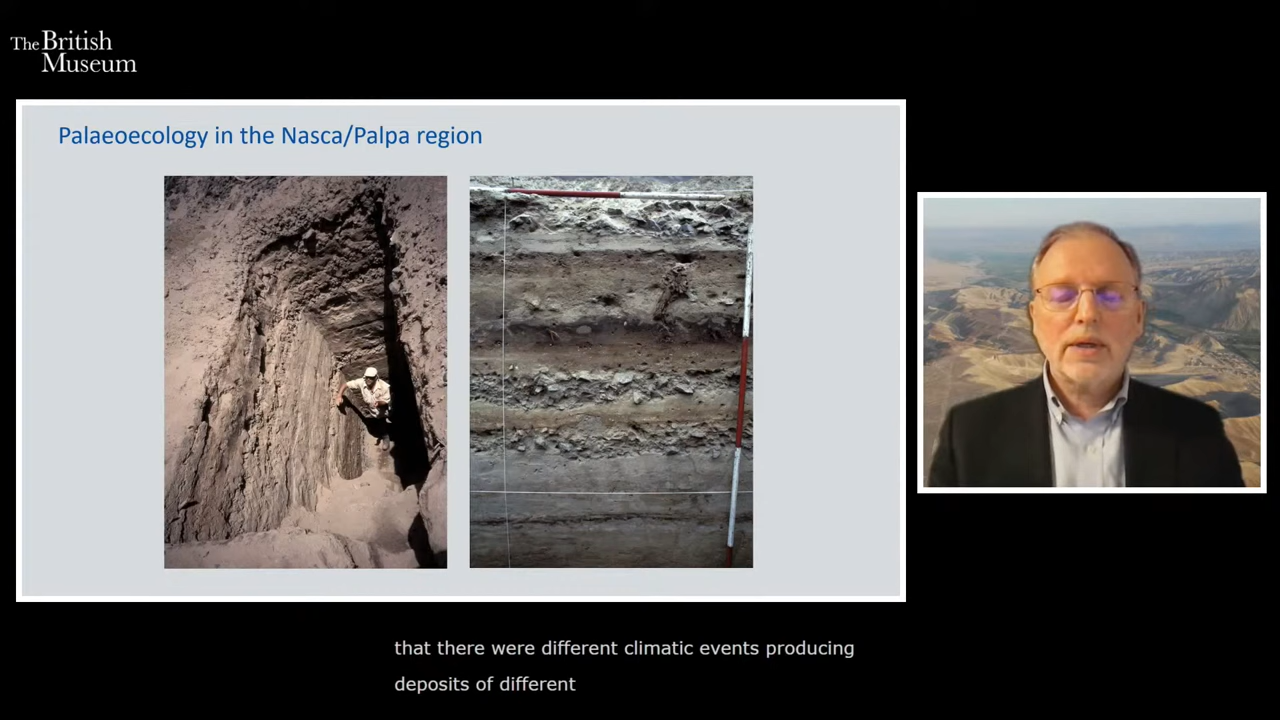 The British
Museum
Palaeoecology in the Nasca/Palpa region
that there were different climatic events producing
deposits of different